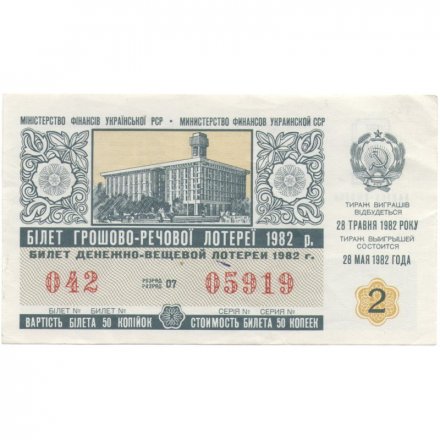 МІНІСТЕРСТВО ФІНАНСІВ УКРАЇНСЬКОЇ РСР • МИНИСТЕРСТВО ФИНАНСОВ УКРАИНСКОЙ ССР
ТИРАЖ ВИГРАШІВ
ВІДБУДЕТЬСЯ
28 ТРАВНЯ 1982 РОКУ
ТИРАЖ ВЫИГРЫШЕЙ
СОСТОИТСЯ
28 МАЯ 1982 ГОДА
БІЛЕТ ГРОШОВО-РЕЧОВОЇ ЛОТЕРЕЇ 1982 р.
БИЛЕТ ДЕНЕЖНО-ВЕЩЕВОЙ ЛОТЕРЕИ 1982 г.
042 РОЗРЯД РАЗРЯД 07 05919
БІЛЕТ № БИЛЕТ № СЕРІЯ № СЕРИЯ №
ВАРТІСТЬ БІЛЕТА 50 КОПІЙОК СТОИМОСТЬ БИЛЕТА 50 КОПЕЕК
2